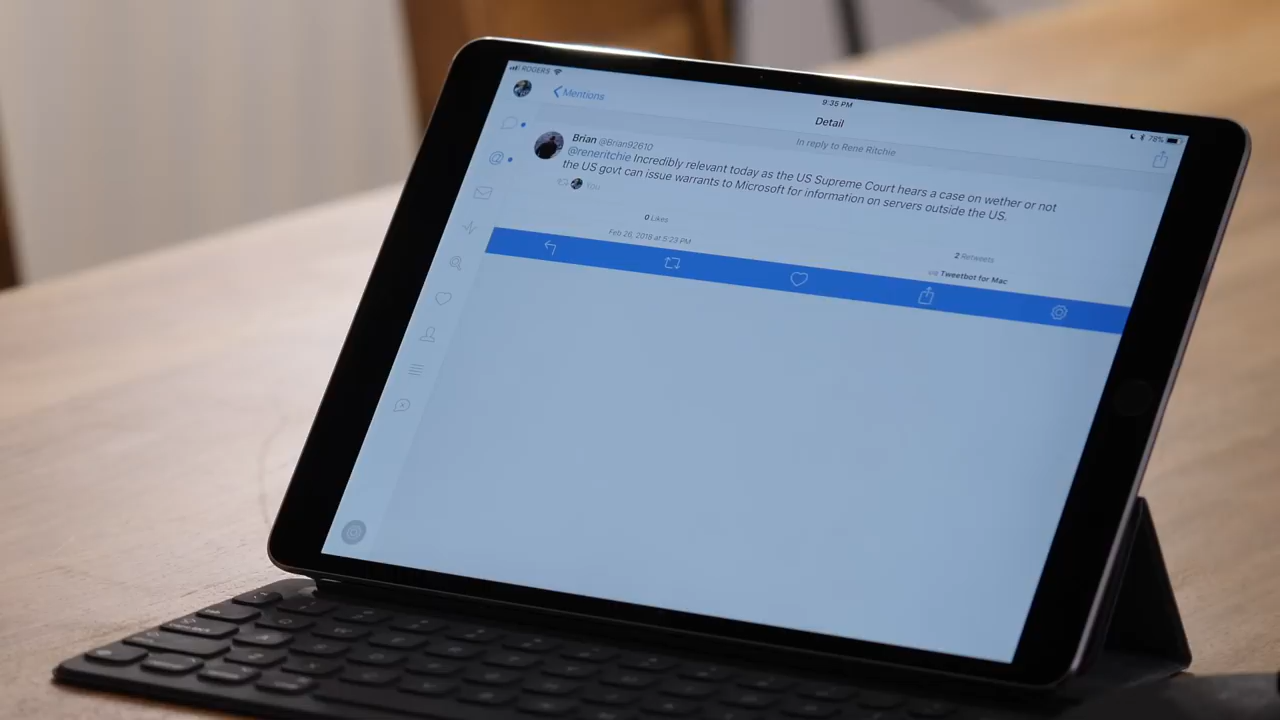 ROGERS
9:35 PM
78%
Mentions
Detail
In reply to Rene Ritchie
Brian @Brian92610
@reneritchie Incredibly relevant today as the US Supreme Court hears a case on wether or not
the US govt can issue warrants to Microsoft for information on servers outside the US.
You
0 Likes
2 Retweets
Feb 26, 2018 at 5:23 PM
via Tweetbot for Mac